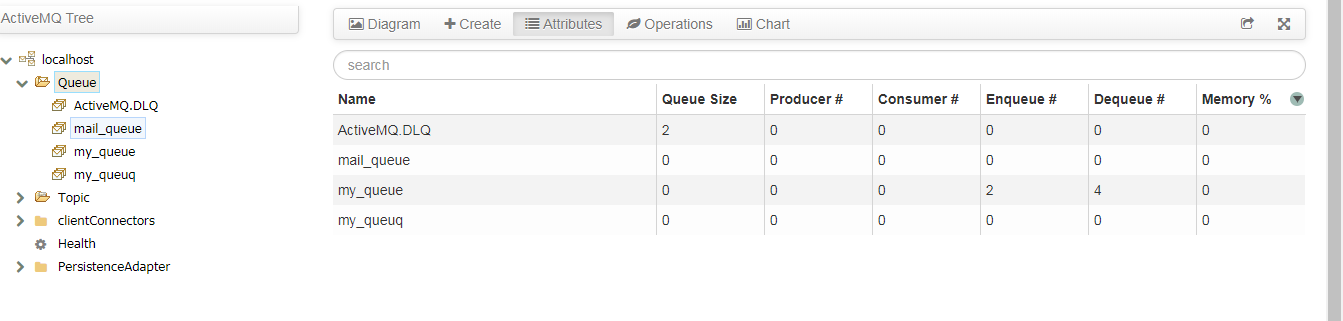 ActiveMQ Tree
localhost
Queue
ActiveMQ.DLQ
mail_queue
my_queue
my_queuq
Topic
clientConnectors
Health
PersistenceAdapter
Diagram Create Attributes Operations Chart
search
Name Queue Size Producer # Consumer # Enqueue # Dequeue # Memory %
ActiveMQ.DLQ 2 0 0 0 0 0
mail_queue 0 0 0 0 0 0
my_queue 0 0 0 2 4 0
my_queuq 0 0 0 0 0 0